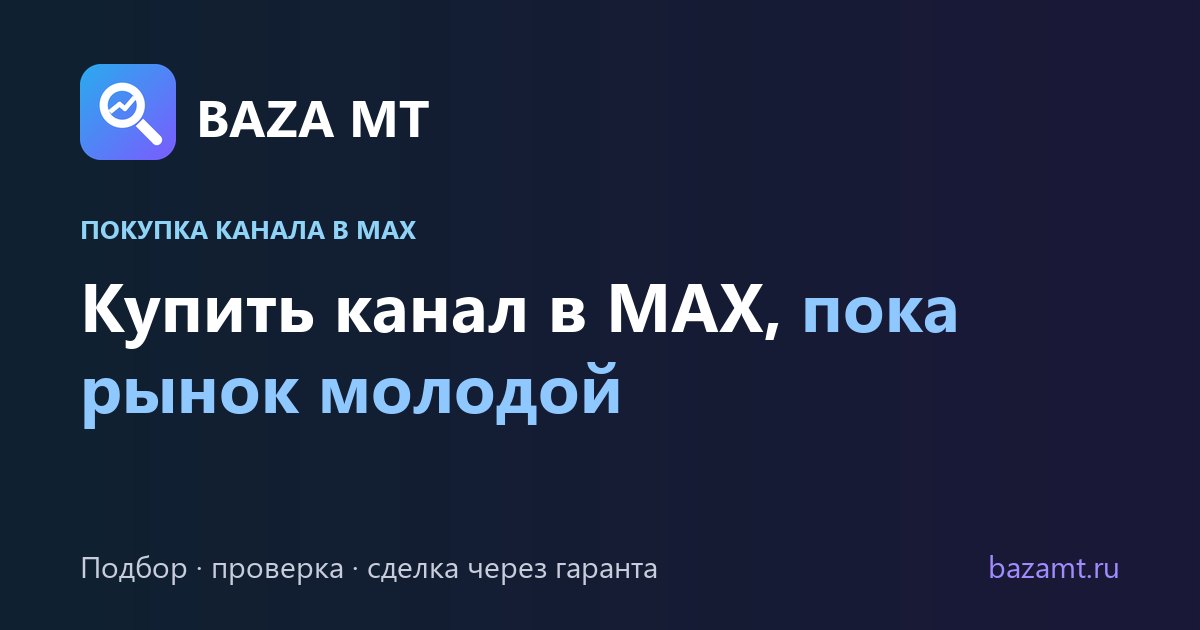 BAZA MT
ПОКУПКА КАНАЛА В MAX
Купить канал в MAX, пока
рынок молодой
Подбор · проверка · сделка через гаранта
bazamt.ru